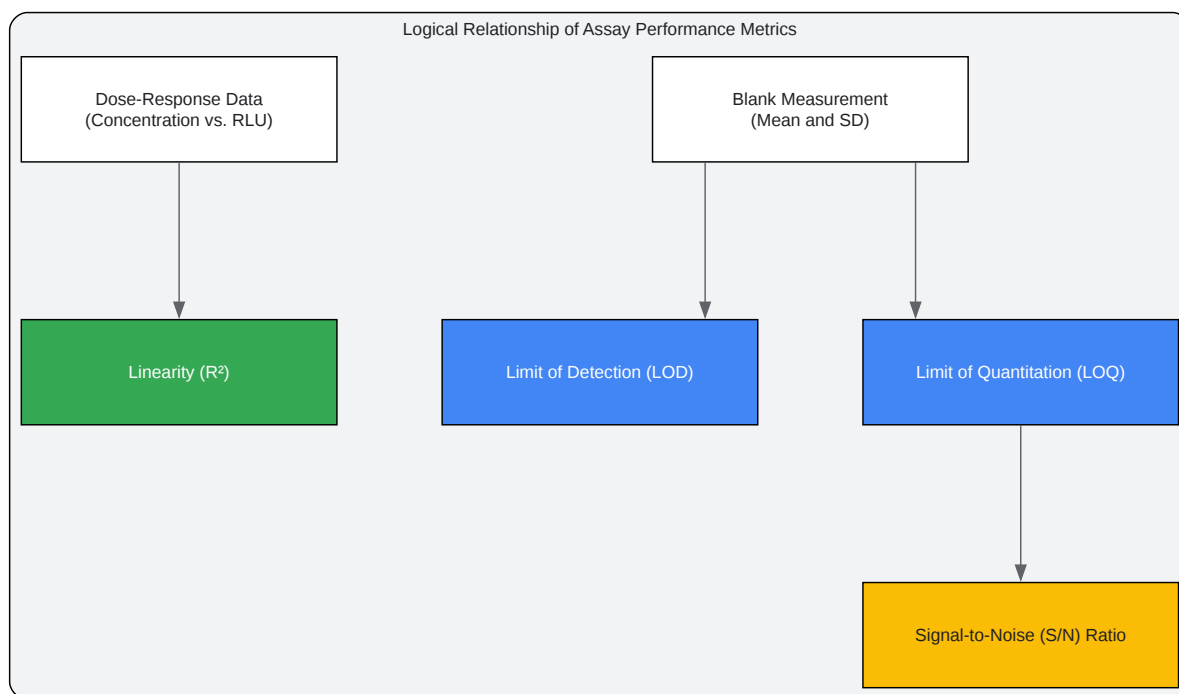 Logical Relationship of Assay Performance Metrics
Dose-Response Data
(Concentration vs. RLU)
Blank Measurement
(Mean and SD)
Linearity (R²)
Limit of Detection (LOD)
Limit of Quantitation (LOQ)
Signal-to-Noise (S/N) Ratio